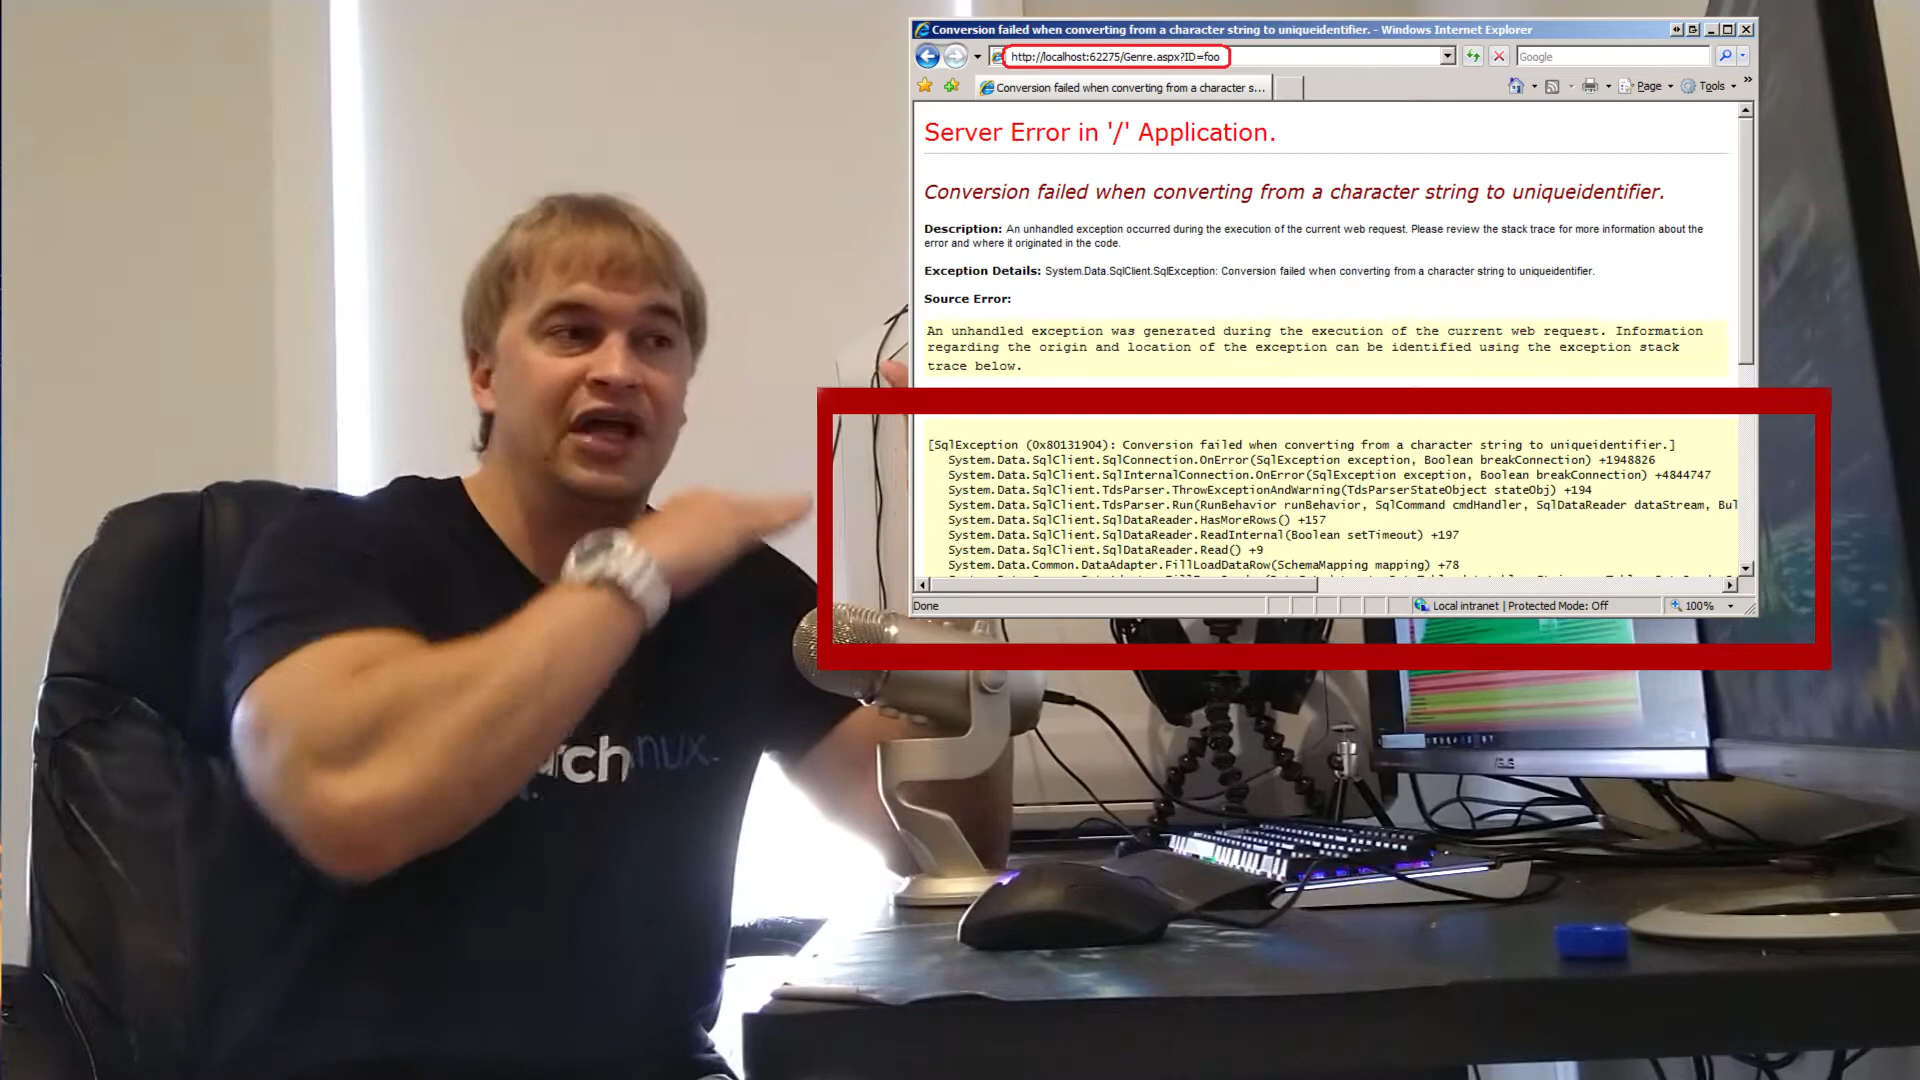 Conversion failed when converting from a character string to uniqueidentifier. - Windows Internet Explorer
http://localhost:62275/Genre.aspx?ID=foo
Google
Conversion failed when converting from a character s...
Page
Tools
Server Error in '/' Application.
Conversion failed when converting from a character string to uniqueidentifier.
Description: An unhandled exception occurred during the execution of the current web request. Please review the stack trace for more information about the
error and where it originated in the code.
Exception Details: System.Data.SqlClient.SqlException: Conversion failed when converting from a character string to uniqueidentifier.
Source Error:
An unhandled exception was generated during the execution of the current web request. Information
regarding the origin and location of the exception can be identified using the exception stack
trace below.
[SqlException (0x80131904): Conversion failed when converting from a character string to uniqueidentifier.]
System.Data.SqlClient.SqlConnection.OnError(SqlException exception, Boolean breakConnection) +1948826
System.Data.SqlClient.SqlInternalConnection.OnError(SqlException exception, Boolean breakConnection) +4844747
System.Data.SqlClient.TdsParser.ThrowExceptionAndWarning(TdsParserStateObject stateObj) +194
System.Data.SqlClient.TdsParser.Run(RunBehavior runBehavior, SqlCommand cmdHandler, SqlDataReader dataStream, Bul
System.Data.SqlClient.SqlDataReader.HasMoreRows() +157
System.Data.SqlClient.SqlDataReader.ReadInternal(Boolean setTimeout) +197
System.Data.SqlClient.SqlDataReader.Read() +9
System.Data.Common.DataAdapter.FillLoadDataRow(SchemaMapping mapping) +78
Done
Local intranet | Protected Mode: Off
100%
rch nux.
ASUS